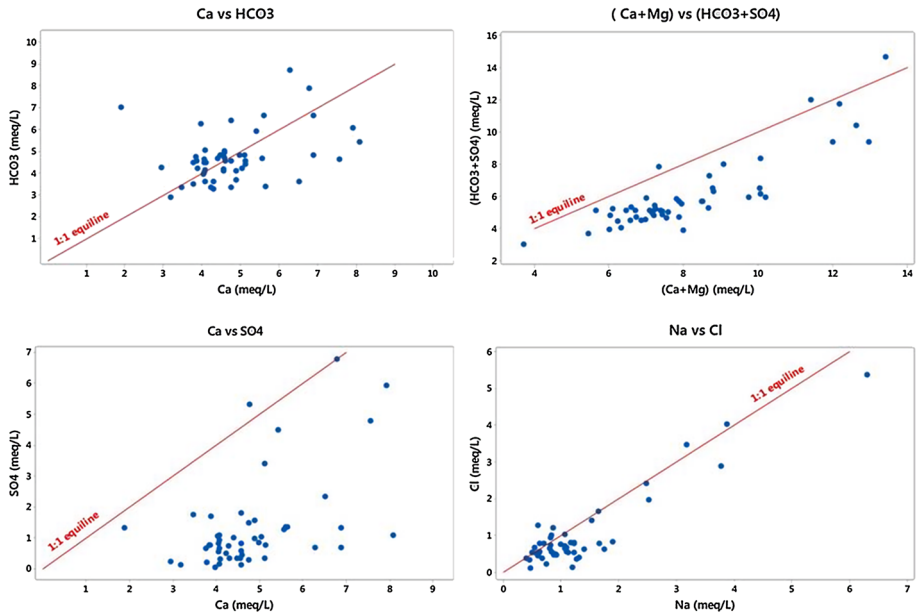 Ca vs HCO3
10
9
8
7
6
5
4
3
2
1
HCO3 (meq/L)
1:1 equiline
1 2 3 4 5 6 7 8 9 10
Ca (meq/L)
( Ca+Mg) vs (HCO3+SO4)
16
14
12
10
8
6
4
2
(HCO3+SO4) (meq/L)
1:1 equiline
4 6 8 10 12 14
(Ca+Mg) (meq/L)
Ca vs SO4
7
6
5
4
3
2
1
0
SO4 (meq/L)
1:1 equiline
1 2 3 4 5 6 7 8 9
Ca (meq/L)
Na vs Cl
6
5
4
3
2
1
0
Cl (meq/L)
1:1 equiline
0 1 2 3 4 5 6 7
Na (meq/L)